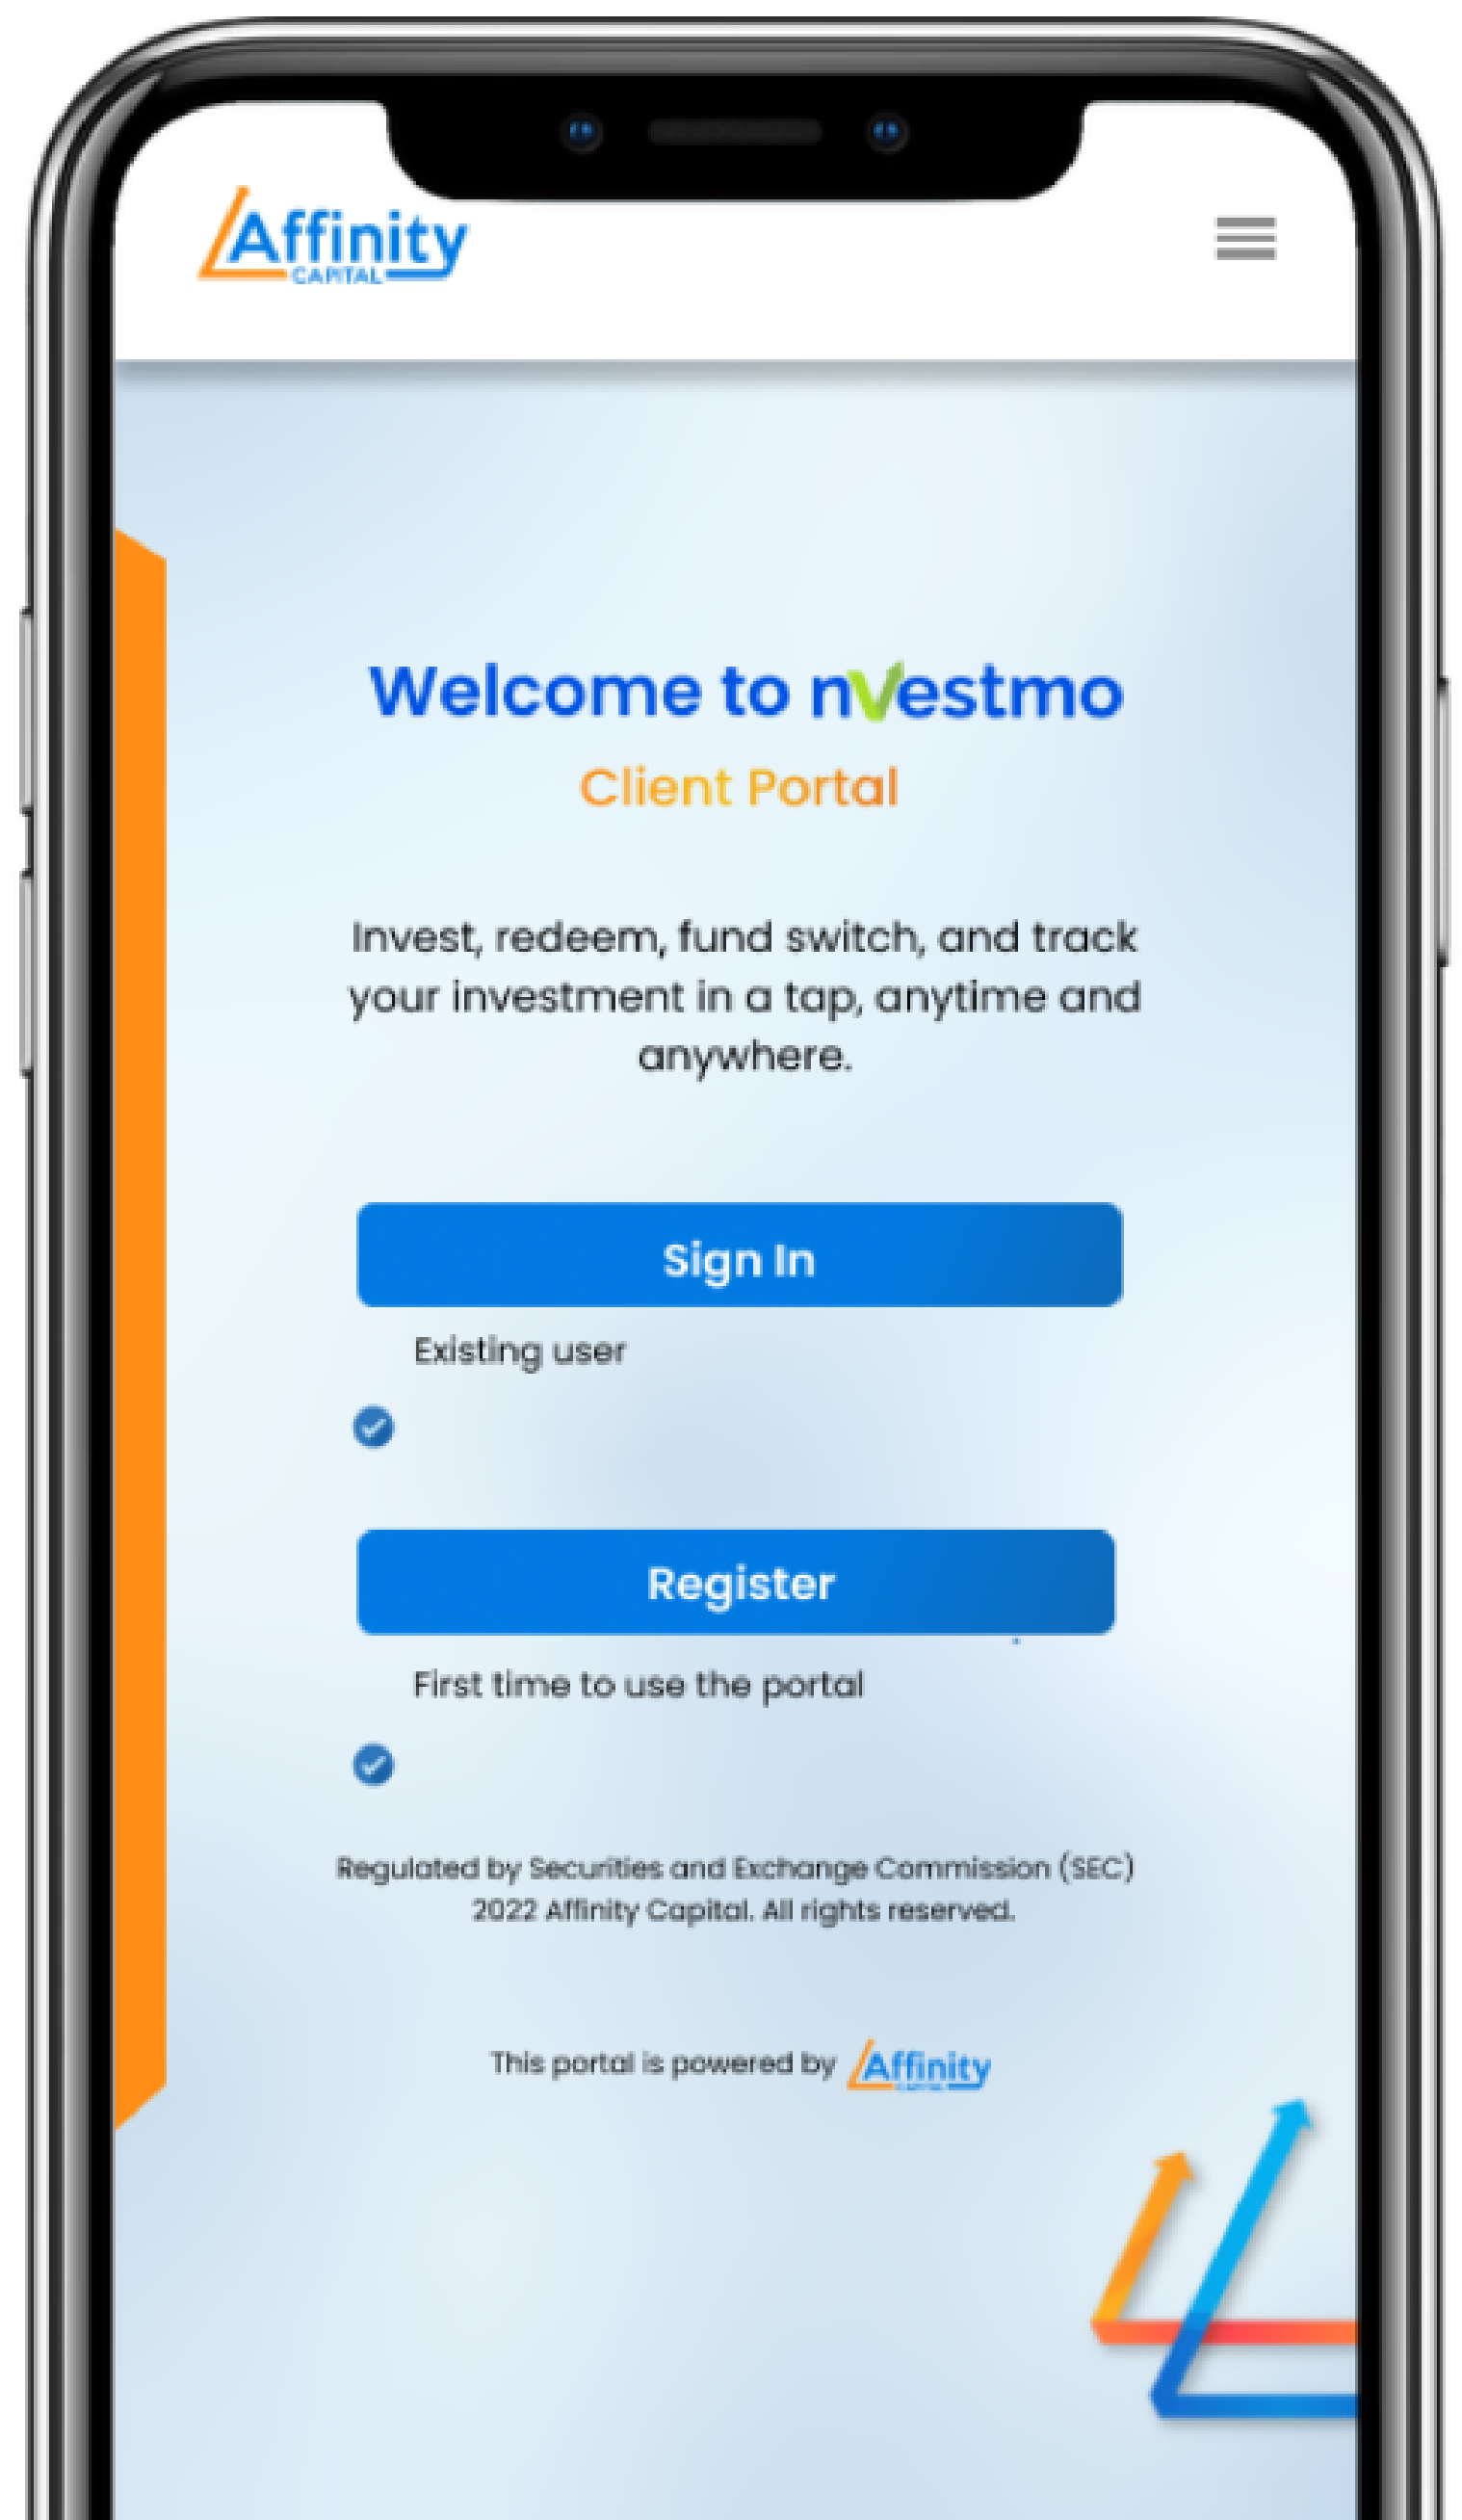 Affinity
CAPITAL
Welcome to nvestmo
Client Portal
Invest, redeem, fund switch, and track
your investment in a tap, anytime and
anywhere.
Sign In
Existing user
Register
First time to use the portal
Regulated by Securities and Exchange Commission (SEC)
2022 Affinity Capital. All rights reserved.
This portal is powered by Affinity
CAPITAL